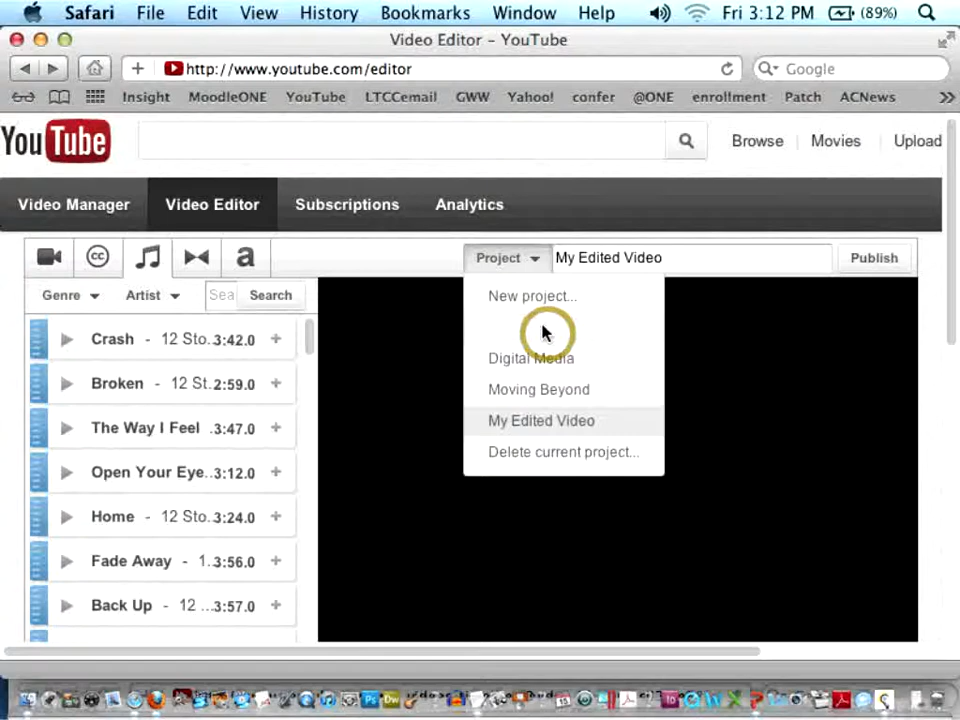 Safari File Edit View History Bookmarks Window Help Fri 3:12 PM (89%)
Video Editor – YouTube
http://www.youtube.com/editor Google
Insight MoodleONE YouTube LTCCemail GWW Yahoo! confer @ONE enrollment Patch ACNews
YouTube Browse Movies Upload
Video Manager Video Editor Subscriptions Analytics
cc a Project My Edited Video Publish
Genre Artist Sea Search
New project...
Crash - 12 Sto..3:42.0
Digital Media
Broken - 12 St..2:59.0
Moving Beyond
The Way I Feel .3:47.0
My Edited Video
Delete current project...
Open Your Eye..3:12.0
Home - 12 Sto..3:24.0
Fade Away - 1..3:56.0
Back Up - 12 ...3:57.0